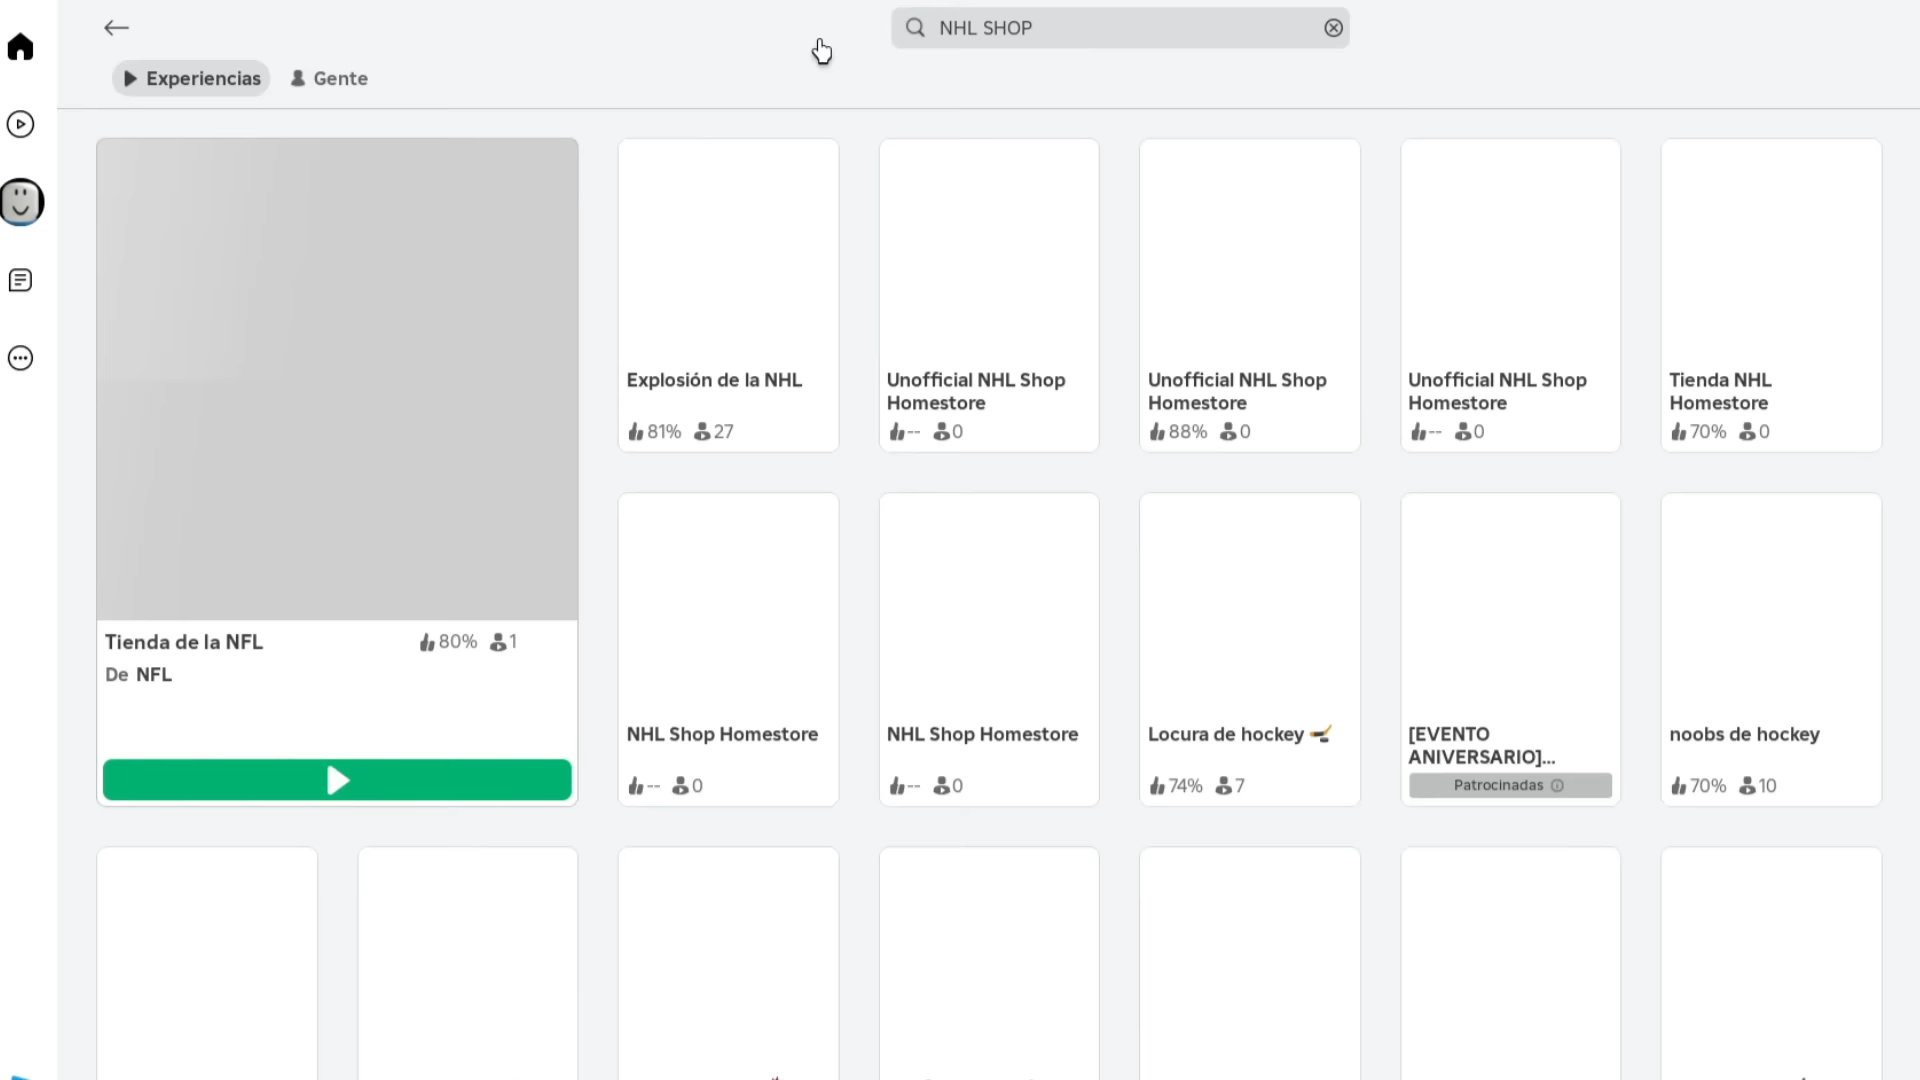 NHL SHOP
Experiencias
Gente
Tienda de la NFL
80% 1
De NFL
Explosión de la NHL
81% 27
Unofficial NHL Shop
Homestore
-- 0
Unofficial NHL Shop
Homestore
88% 0
Unofficial NHL Shop
Homestore
-- 0
Tienda NHL
Homestore
70% 0
NHL Shop Homestore
-- 0
NHL Shop Homestore
-- 0
Locura de hockey
74% 7
[EVENTO
ANIVERSARIO]...
Patrocinadas
noobs de hockey
70% 10